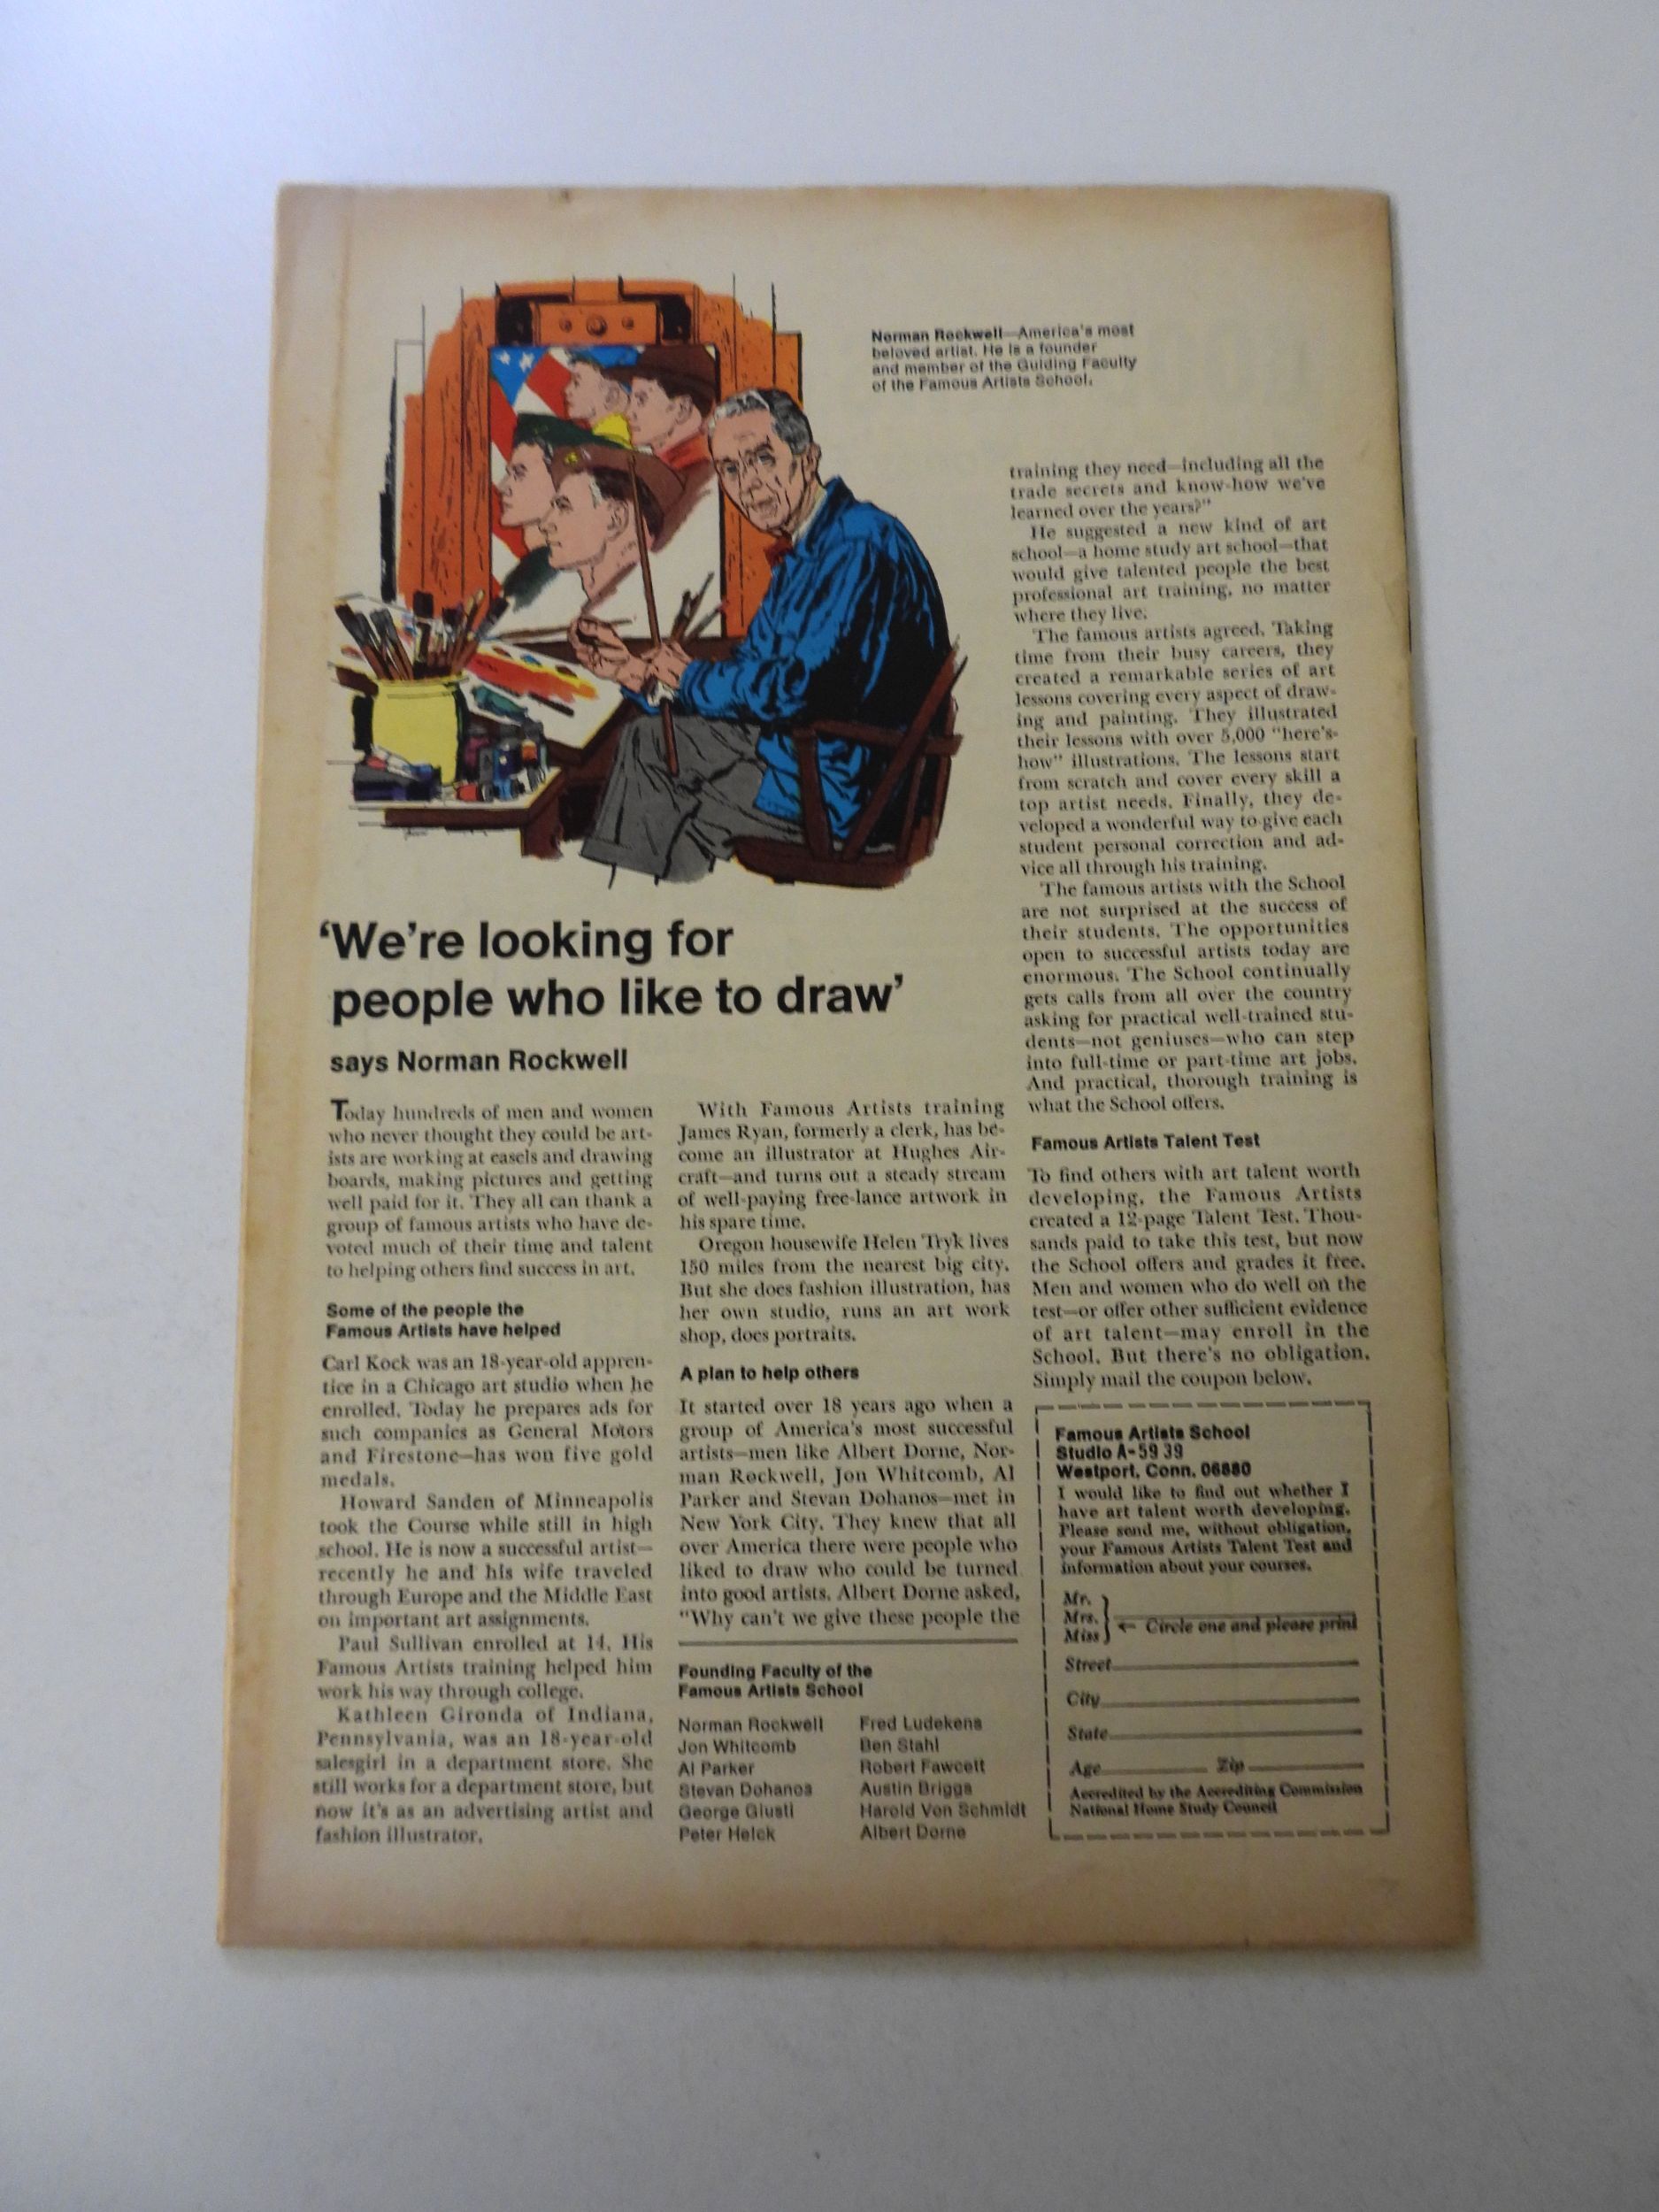 Norman Rockwell—America's most
beloved artist. He is a founder
and member of the Guiding Faculty
of the Famous Artists School.
'We're looking for
people who like to draw'
says Norman Rockwell
Today hundreds of men and women
who never thought they could be art-
ists are working at easels and drawing
boards, making pictures and getting
well paid for it. They all can thank a
group of famous artists who have de-
voted much of their time and talent
to helping others find success in art.
Some of the people the
Famous Artists have helped
Carl Kock was an 18-year-old appren-
tice in a Chicago art studio when he
enrolled. Today he prepares ads for
such companies as General Motors
and Firestone—has won five gold
medals.
Howard Sanden of Minneapolis
took the Course while still in high
school. He is now a successful artist—
recently he and his wife traveled
through Europe and the Middle East
on important art assignments.
Paul Sullivan enrolled at 14. His
Famous Artists training helped him
work his way through college.
Kathleen Gironda of Indiana,
Pennsylvania, was an 18-year-old
salesgirl in a department store. She
still works for a department store, but
now it's as an advertising artist and
fashion illustrator.
With Famous Artists training
James Ryan, formerly a clerk, has be-
come an illustrator at Hughes Air-
craft—and turns out a steady stream
of well-paying free-lance artwork in
his spare time.
Oregon housewife Helen Tryk lives
150 miles from the nearest big city.
But she does fashion illustration, has
her own studio, runs an art work
shop, does portraits.
A plan to help others
It started over 18 years ago when a
group of America's most successful
artists—men like Albert Dorne, Nor-
man Rockwell, Jon Whitcomb, Al
Parker and Stevan Dohanos—met in
New York City. They knew that all
over America there were people who
liked to draw who could be turned
into good artists. Albert Dorne asked,
"Why can't we give these people the
training they need—including all the
trade secrets and know-how we've
learned over the years?"
He suggested a new kind of art
school—a home study art school—that
would give talented people the best
professional art training, no matter
where they live.
The famous artists agreed. Taking
time from their busy careers, they
created a remarkable series of art
lessons covering every aspect of draw-
ing and painting. They illustrated
their lessons with over 5,000 "here's-
how" illustrations. The lessons start
from scratch and cover every skill a
top artist needs. Finally, they de-
veloped a wonderful way to give each
student personal correction and ad-
vice all through his training.
The famous artists with the School
are not surprised at the success of
their students. The opportunities
open to successful artists today are
enormous. The School continually
gets calls from all over the country
asking for practical well-trained stu-
dents—not geniuses—who can step
into full-time or part-time art jobs.
And practical, thorough training is
what the School offers.
Famous Artists Talent Test
To find others with art talent worth
developing, the Famous Artists
created a 12-page Talent Test. Thou-
sands paid to take this test, but now
the School offers and grades it free.
Men and women who do well on the
test—or offer other sufficient evidence
of art talent—may enroll in the
School. But there's no obligation.
Simply mail the coupon below.
Founding Faculty of the
Famous Artists School
Norman Rockwell
Jon Whitcomb
Al Parker
Stevan Dohanos
George Giusti
Peter Helck
Fred Ludekens
Ben Stahl
Robert Fawcett
Austin Briggs
Harold Von Schmidt
Albert Dorne
Famous Artists School
Studio A-59 39
Westport, Conn. 06880
I would like to find out whether I
have art talent worth developing.
Please send me, without obligation,
your Famous Artists Talent Test and
information about your courses.
Mr.
Mrs.
Miss
← Circle one and please print
Street
City
State
Age Zip
Accredited by the Accrediting Commission
National Home Study Council